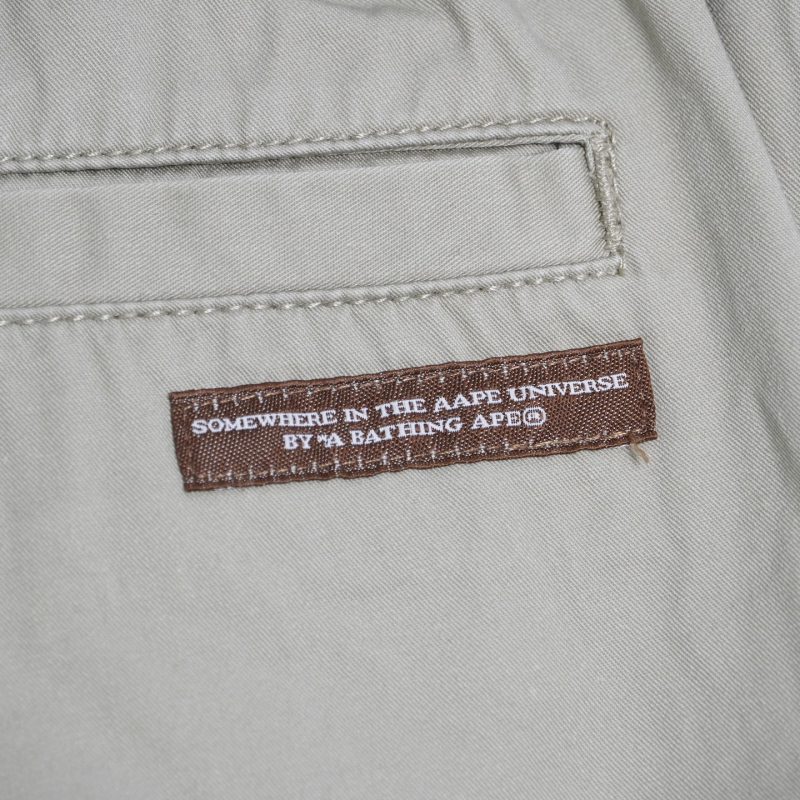 SOMEWHERE IN THE AAPE UNIVERSE
BY "A BATHING APE®